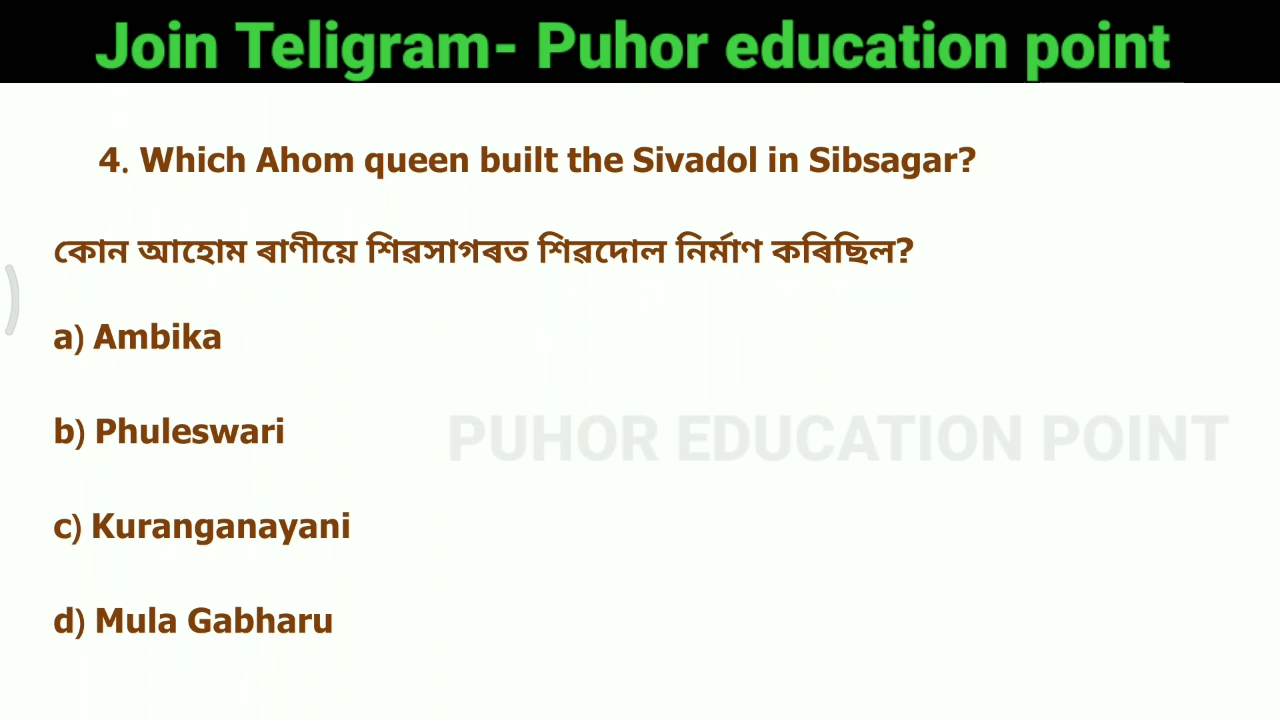 Join Teligram- Puhor education point
4. Which Ahom queen built the Sivadol in Sibsagar?
কোন আহোম ৰাণীয়ে শিৱসাগৰত শিৱদোল নিৰ্মাণ কৰিছিল?
a) Ambika
b) Phuleswari
PUHOR EDUCATION POINT
c) Kuranganayani
d) Mula Gabharu